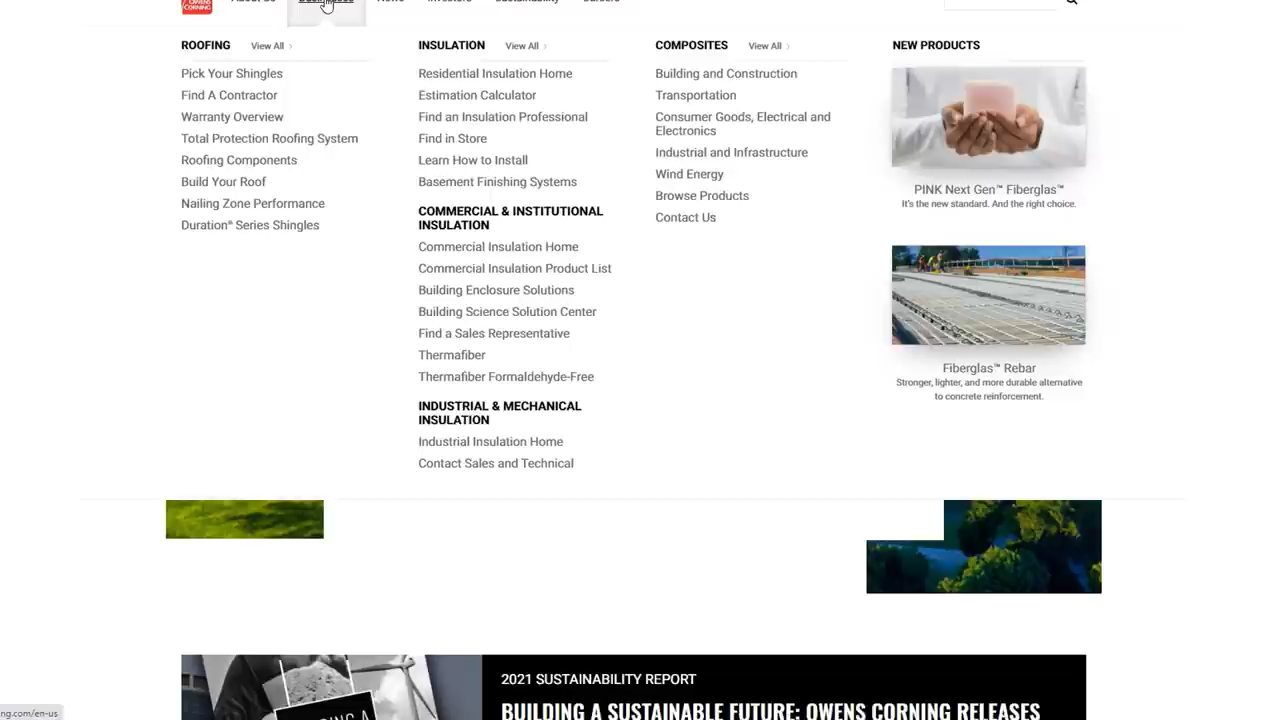 OWENS
CORNING
ROOFING View All
Pick Your Shingles
Find A Contractor
Warranty Overview
Total Protection Roofing System
Roofing Components
Build Your Roof
Nailing Zone Performance
Duration® Series Shingles
INSULATION View All
Residential Insulation Home
Estimation Calculator
Find an Insulation Professional
Find in Store
Learn How to Install
Basement Finishing Systems
COMMERCIAL & INSTITUTIONAL
INSULATION
Commercial Insulation Home
Commercial Insulation Product List
Building Enclosure Solutions
Building Science Solution Center
Find a Sales Representative
Thermafiber
Thermafiber Formaldehyde-Free
INDUSTRIAL & MECHANICAL
INSULATION
Industrial Insulation Home
Contact Sales and Technical
COMPOSITES View All
Building and Construction
Transportation
Consumer Goods, Electrical and
Electronics
Industrial and Infrastructure
Wind Energy
Browse Products
Contact Us
NEW PRODUCTS
PINK Next Gen™ Fiberglas™
It's the new standard. And the right choice.
Fiberglas™ Rebar
Stronger, lighter, and more durable alternative
to concrete reinforcement.
2021 SUSTAINABILITY REPORT
BUILDING A SUSTAINABLE FUTURE: OWENS CORNING RELEASES
ng.com/en-us